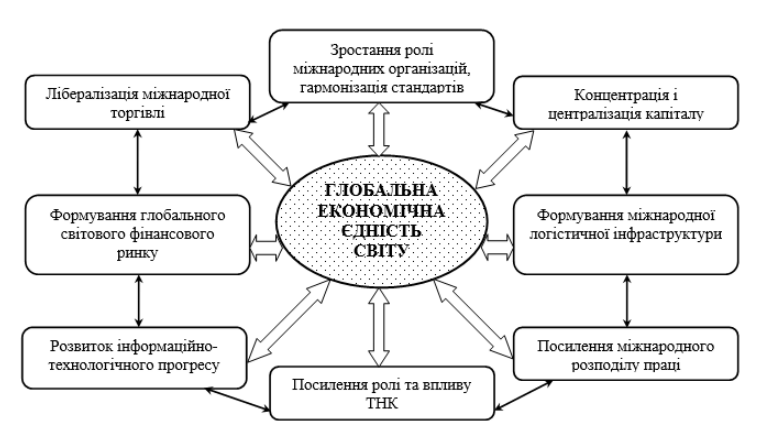 Зростання ролі
міжнародних організацій,
гармонізація стандартів
Лібералізація міжнародної
торгівлі
Концентрація і
централізація капіталу
ГЛОБАЛЬНА
ЕКОНОМІЧНА
ЄДНІСТЬ
СВІТУ
Формування глобального
світового фінансового
ринку
Формування міжнародної
логістичної інфраструктури
Розвиток інформаційно-
технологічного прогресу
Посилення ролі та впливу
ТНК
Посилення міжнародного
розподілу праці